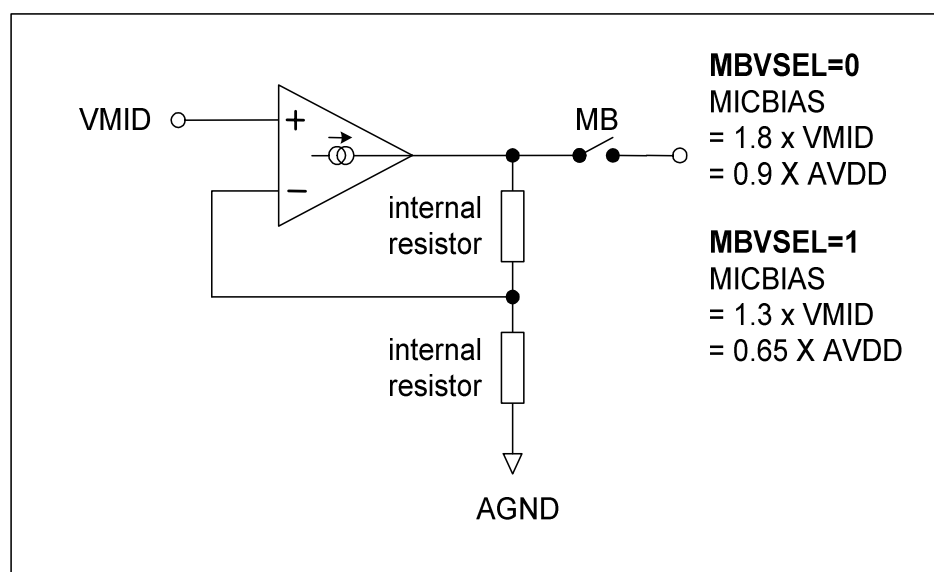 VMID
+
−
MB
internal
resistor
internal
resistor
AGND
MBVSEL=0
MICBIAS
= 1.8 x VMID
= 0.9 X AVDD
MBVSEL=1
MICBIAS
= 1.3 x VMID
= 0.65 X AVDD